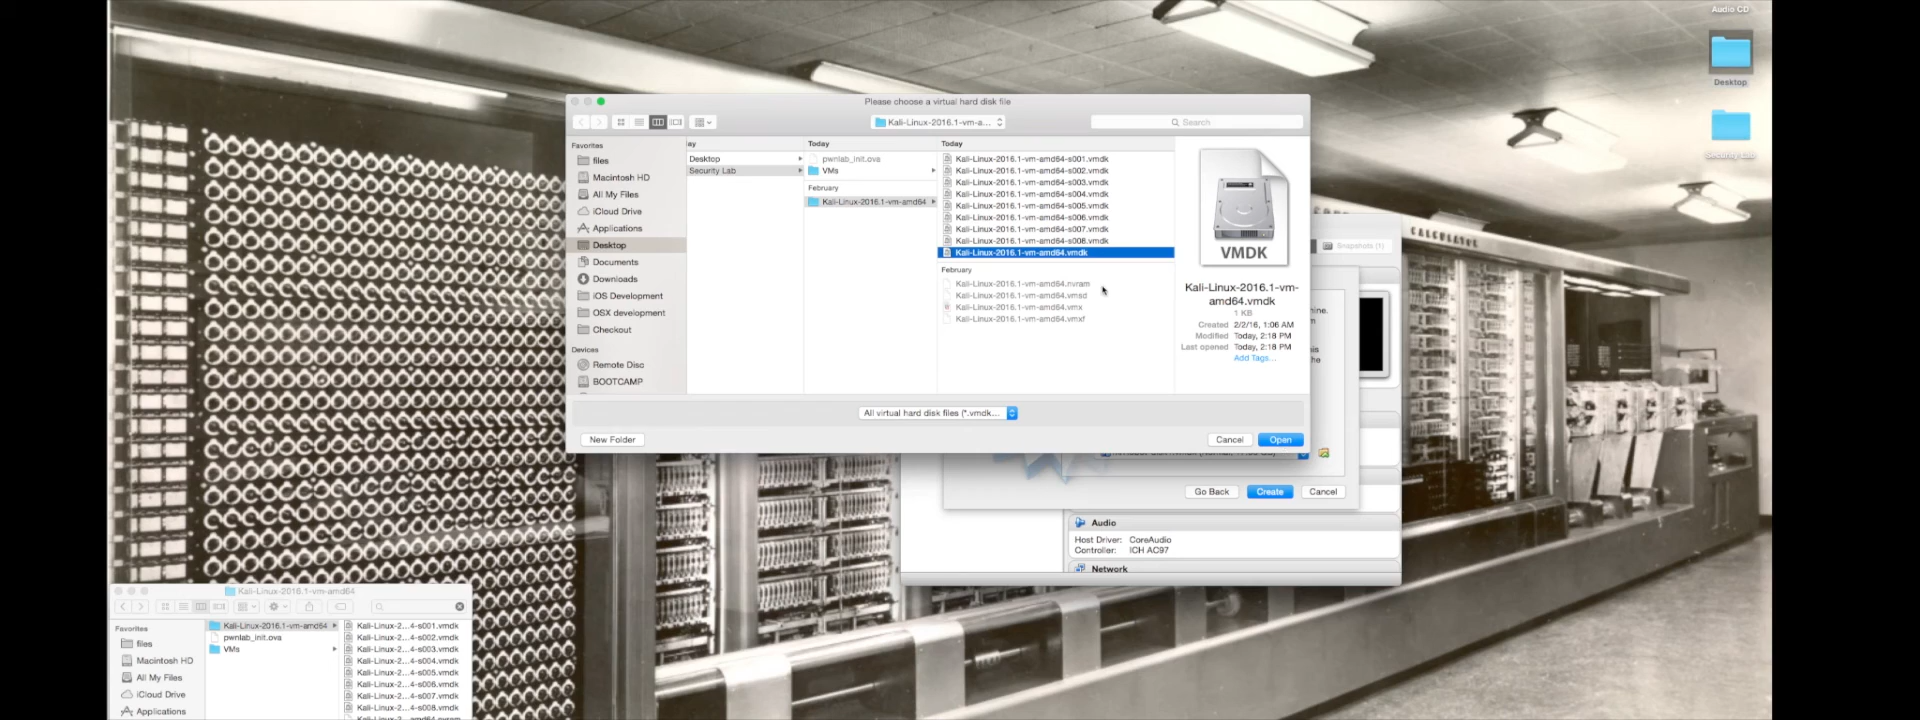 Audio CD
Desktop
Security Lab
CALCULATOR
Please choose a virtual hard disk file
Kali-Linux-2016.1-vm-a...
Search
Favorites
files
Macintosh HD
All My Files
iCloud Drive
Applications
Desktop
Documents
Downloads
iOS Development
OSX development
Checkout
Devices
Remote Disc
BOOTCAMP
ay
Desktop
Security Lab
Today
pwnlab_init.ova
VMs
February
Kali-Linux-2016.1-vm-amd64
Today
Kali-Linux-2016.1-vm-amd64-s001.vmdk
Kali-Linux-2016.1-vm-amd64-s002.vmdk
Kali-Linux-2016.1-vm-amd64-s003.vmdk
Kali-Linux-2016.1-vm-amd64-s004.vmdk
Kali-Linux-2016.1-vm-amd64-s005.vmdk
Kali-Linux-2016.1-vm-amd64-s006.vmdk
Kali-Linux-2016.1-vm-amd64-s007.vmdk
Kali-Linux-2016.1-vm-amd64-s008.vmdk
Kali-Linux-2016.1-vm-amd64.vmdk
February
Kali-Linux-2016.1-vm-amd64.nvram
Kali-Linux-2016.1-vm-amd64.vmsd
Kali-Linux-2016.1-vm-amd64.vmx
Kali-Linux-2016.1-vm-amd64.vmxf
VMDK
Kali-Linux-2016.1-vm-
amd64.vmdk
1 KB
Created 2/2/16, 1:06 AM
Modified Today, 2:18 PM
Last opened Today, 2:18 PM
Add Tags...
All virtual hard disk files (*.vmdk...
New Folder
Cancel
Open
Snapshots (1)
hine.
his
he
Go Back
Create
Cancel
Audio
Host Driver: CoreAudio
Controller: ICH AC97
Network
Kali-Linux-2016.1-vm-amd64
Favorites
files
Macintosh HD
All My Files
iCloud Drive
Applications
Kali-Linux-2016.1-vm-amd64
pwnlab_init.ova
VMs
Kali-Linux-2...4-s001.vmdk
Kali-Linux-2...4-s002.vmdk
Kali-Linux-2...4-s003.vmdk
Kali-Linux-2...4-s004.vmdk
Kali-Linux-2...4-s005.vmdk
Kali-Linux-2...4-s006.vmdk
Kali-Linux-2...4-s007.vmdk
Kali-Linux-2...4-s008.vmdk